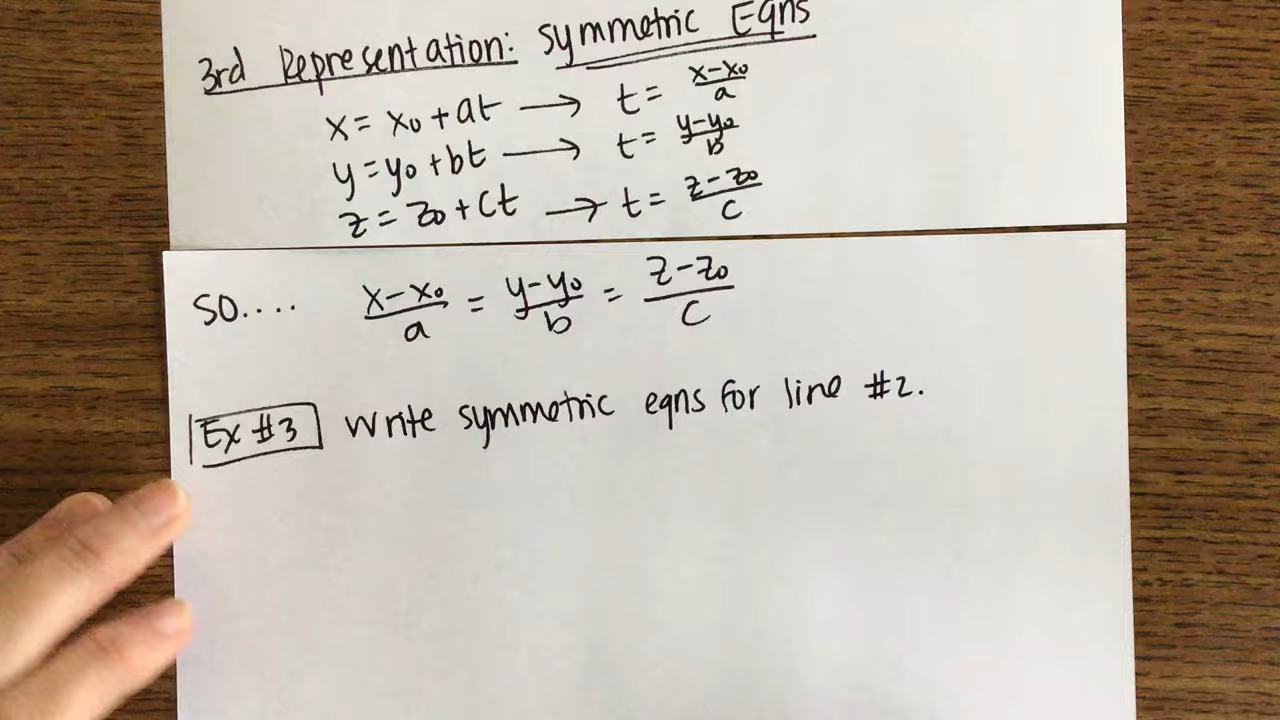 3rd Representation: Symmetric Eqns
x = x₀ + at → t = (x-x₀)/a
y = y₀ + bt → t = (y-y₀)/b
z = z₀ + ct → t = (z-z₀)/c
SO.... (x-x₀)/a = (y-y₀)/b = (z-z₀)/c
Ex #3 Write symmetric eqns for line #2.